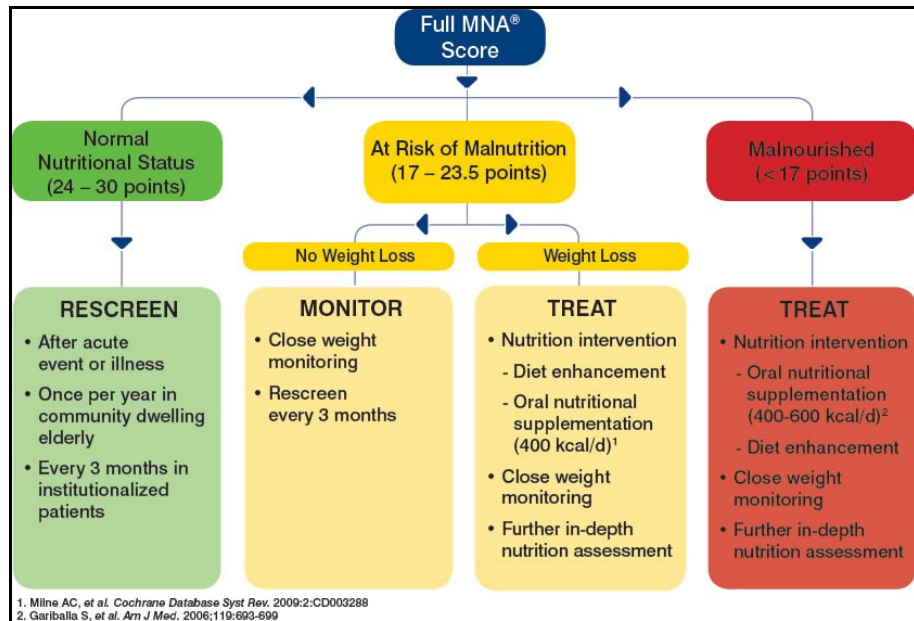 Full MNA®
Score
Normal
Nutritional Status
(24 – 30 points)
At Risk of Malnutrition
(17 – 23.5 points)
Malnourished
(<17 points)
No Weight Loss
Weight Loss
RESCREEN
• After acute
event or illness
• Once per year in
community dwelling
elderly
• Every 3 months in
institutionalized
patients
MONITOR
• Close weight
monitoring
• Rescreen
every 3 months
TREAT
• Nutrition intervention
- Diet enhancement
- Oral nutritional
supplementation
(400 kcal/d)¹
• Close weight
monitoring
• Further in-depth
nutrition assessment
TREAT
• Nutrition intervention
- Oral nutritional
supplementation
(400-600 kcal/d)²
- Diet enhancement
• Close weight
monitoring
• Further in-depth
nutrition assessment
1. Milne AC, et al. Cochrane Database Syst Rev. 2009:2:CD003288
2. Gariballa S, et al. Am J Med. 2006;119:693-699